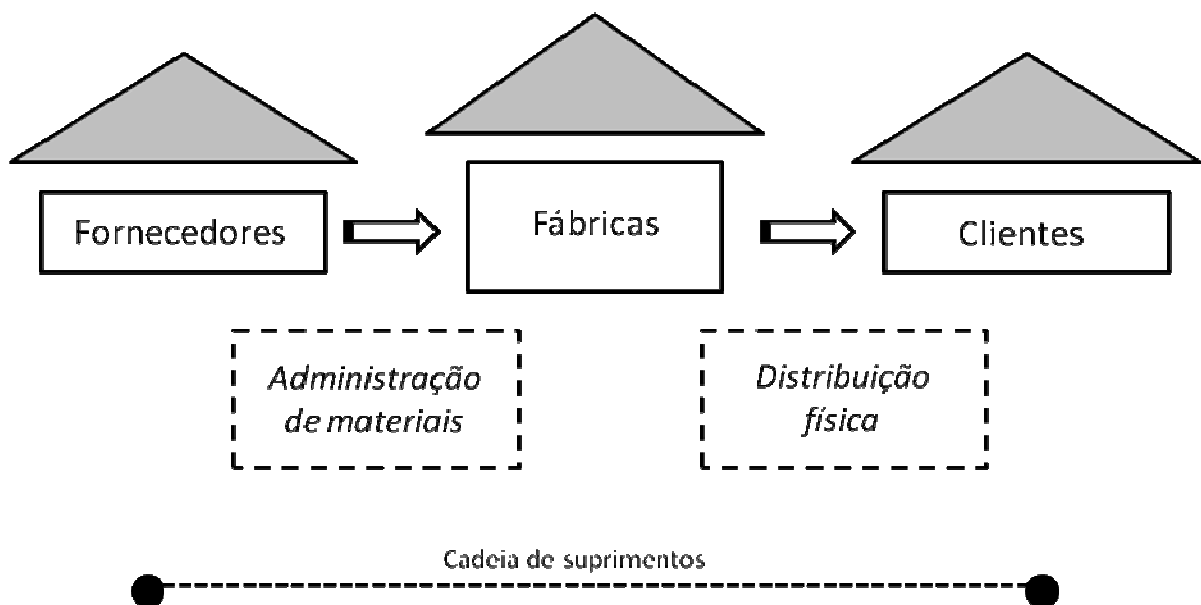 Fornecedores
Fábricas
Clientes
Administração
de materiais
Distribuição
física
Cadeia de suprimentos